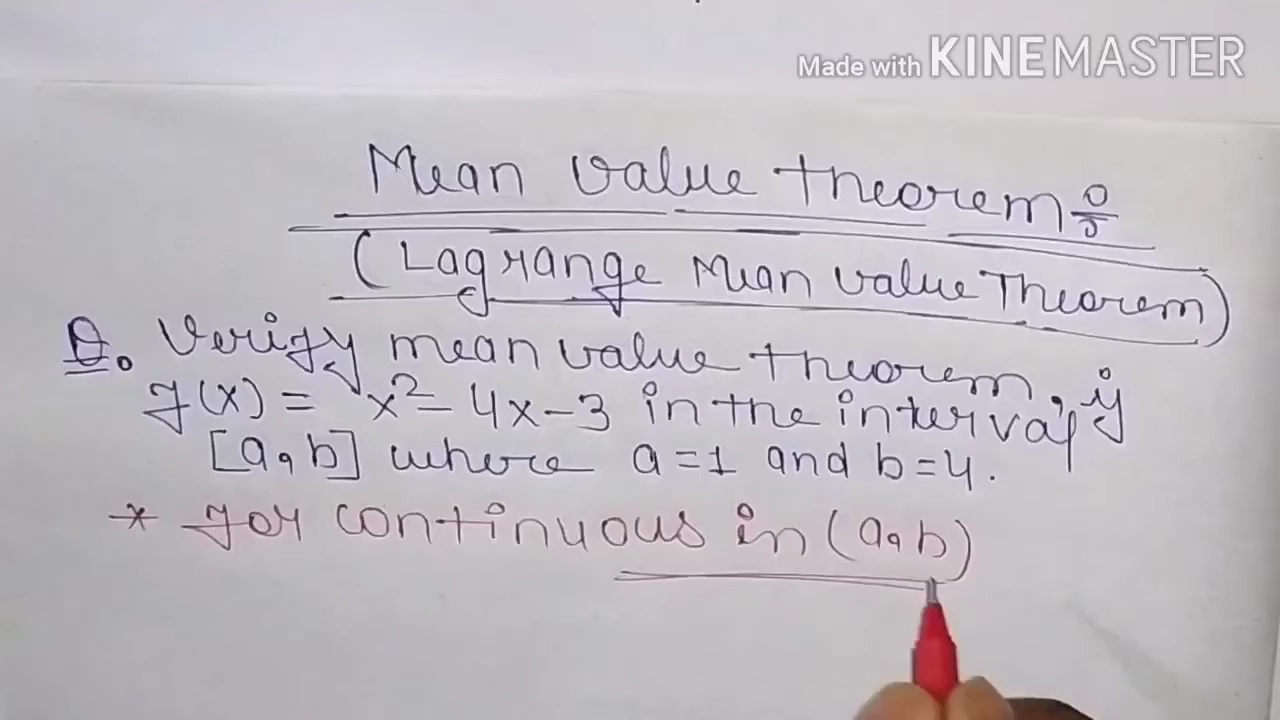 Made with KINEMASTER
Mean value theorem:
(Lagrange Mean value Theorem)
Q. Verify mean value theorem, if
f(x) = x²-4x-3 in the interval
[a,b] where a=1 and b=4.
* for continuous in (a,b)